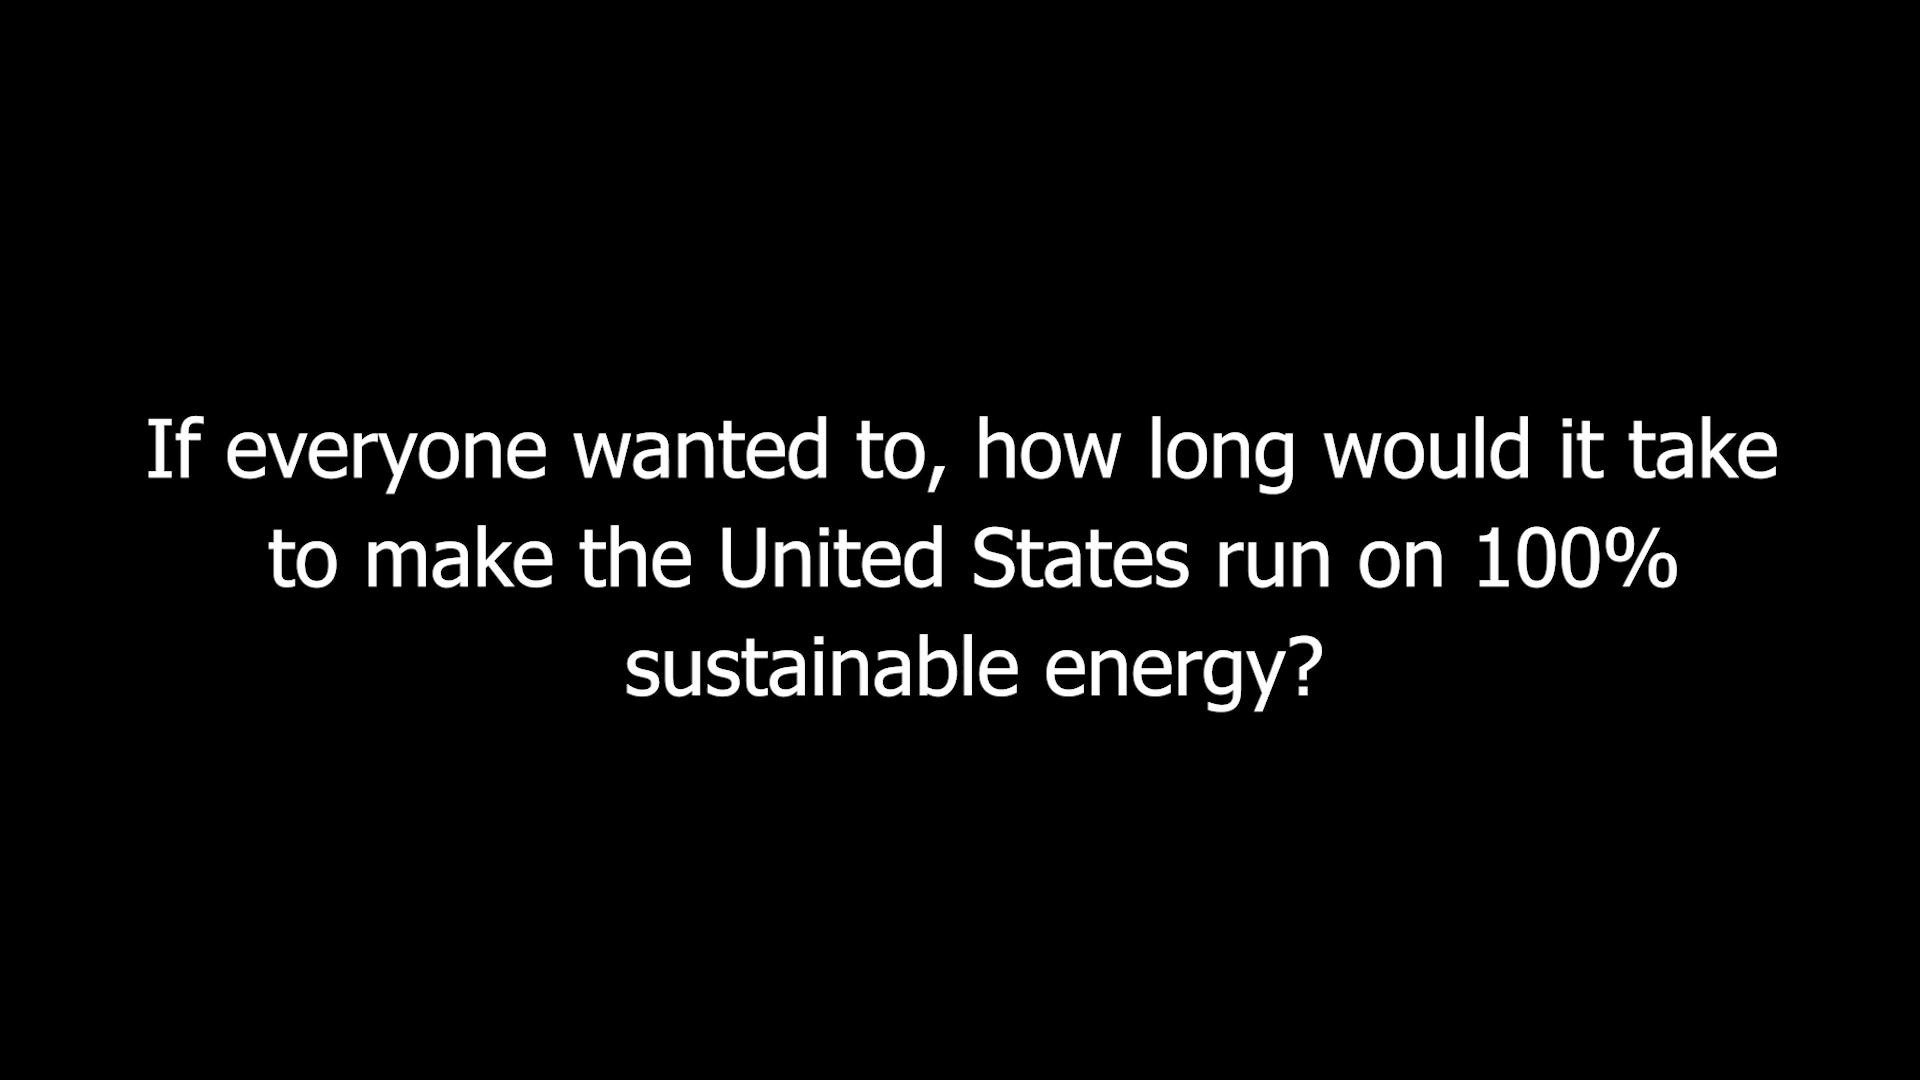 If everyone wanted to, how long would it take
to make the United States run on 100%
sustainable energy?